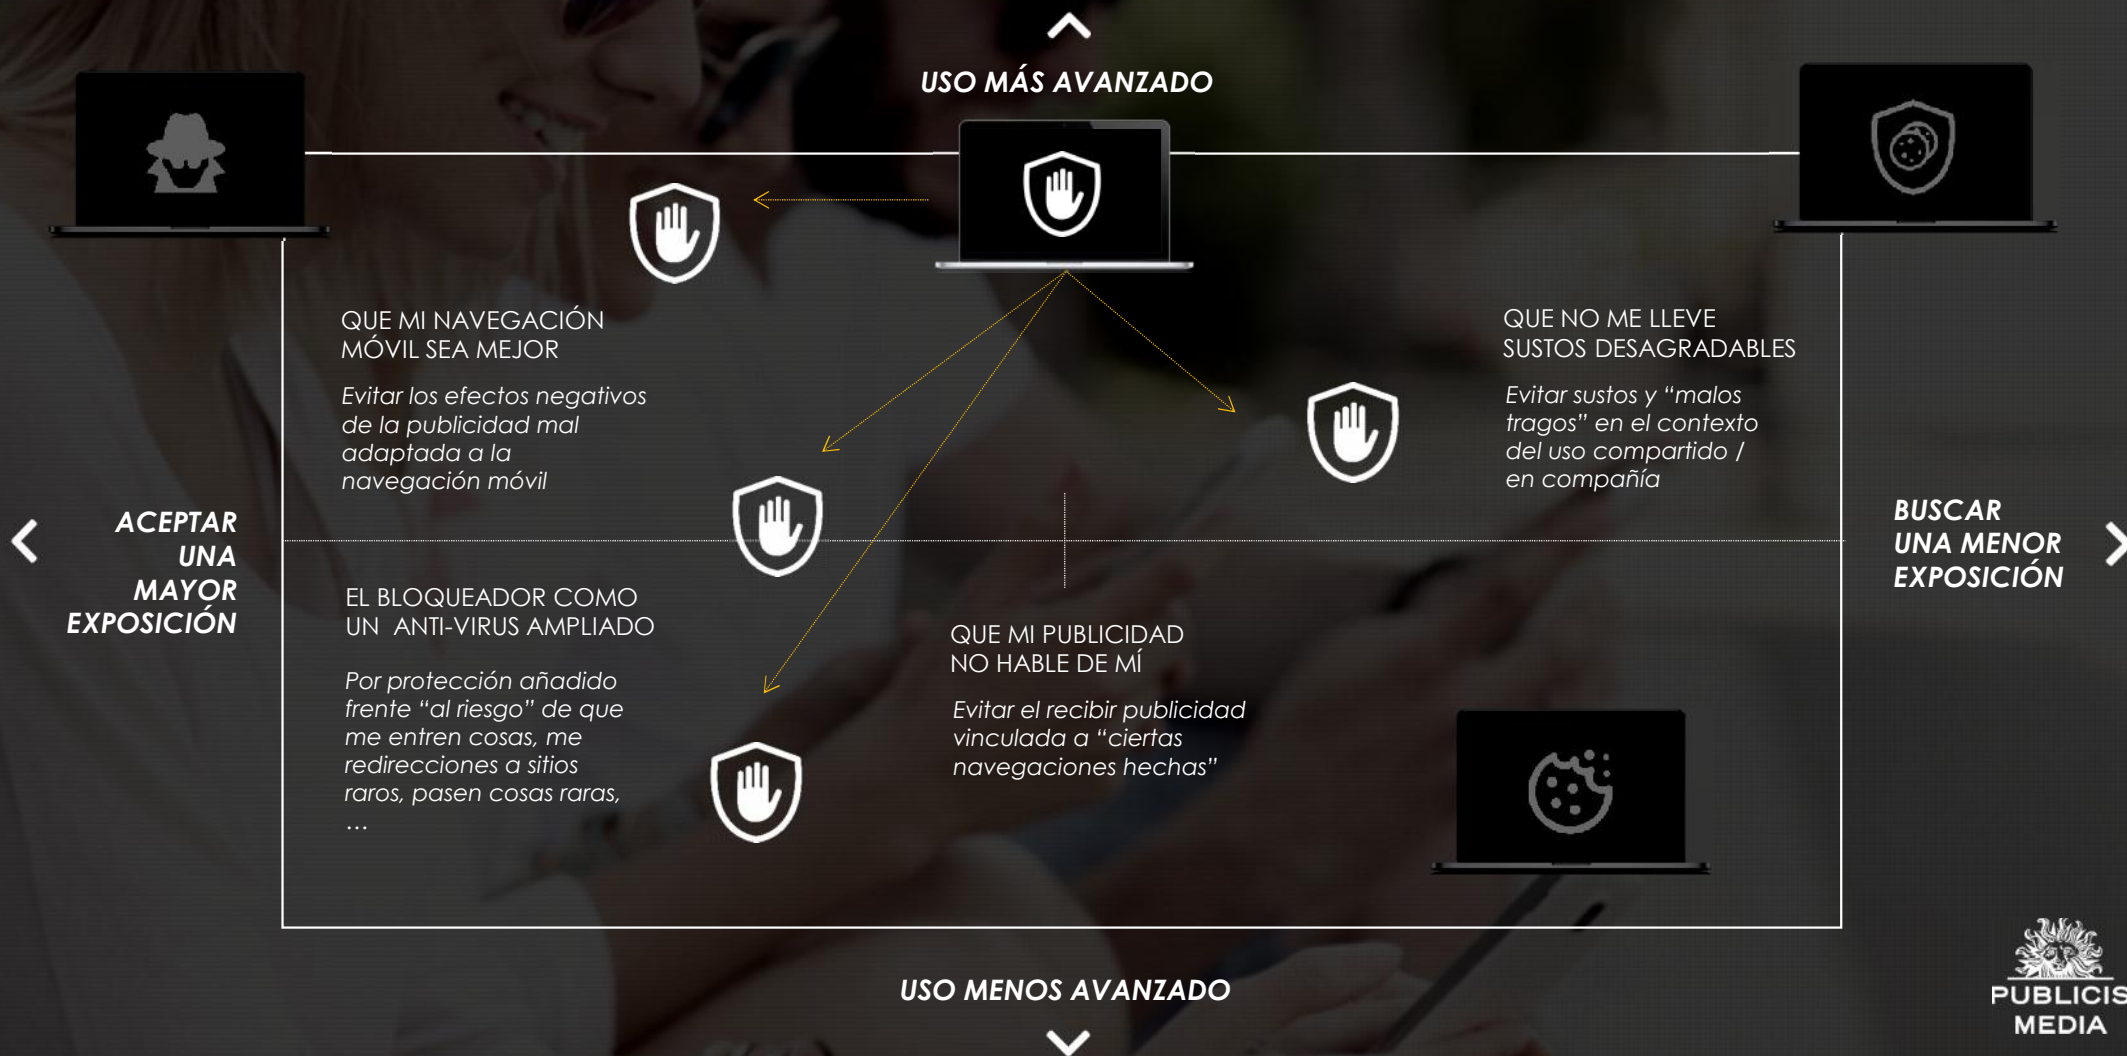 USO MÁS AVANZADO
QUE MI NAVEGACIÓN
MÓVIL SEA MEJOR
Evitar los efectos negativos
de la publicidad mal
adaptada a la
navegación móvil
QUE NO ME LLEVE
SUSTOS DESAGRADABLES
Evitar sustos y “malos
tragos” en el contexto
del uso compartido /
en compañía
ACEPTAR
UNA
MAYOR
EXPOSICIÓN
BUSCAR
UNA MENOR
EXPOSICIÓN
EL BLOQUEADOR COMO
UN ANTI-VIRUS AMPLIADO
Por protección añadido
frente “al riesgo” de que
me entren cosas, me
redirecciones a sitios
raros, pasen cosas raras,
…
QUE MI PUBLICIDAD
NO HABLE DE MÍ
Evitar el recibir publicidad
vinculada a “ciertas
navegaciones hechas”
USO MENOS AVANZADO
PUBLICIS
MEDIA